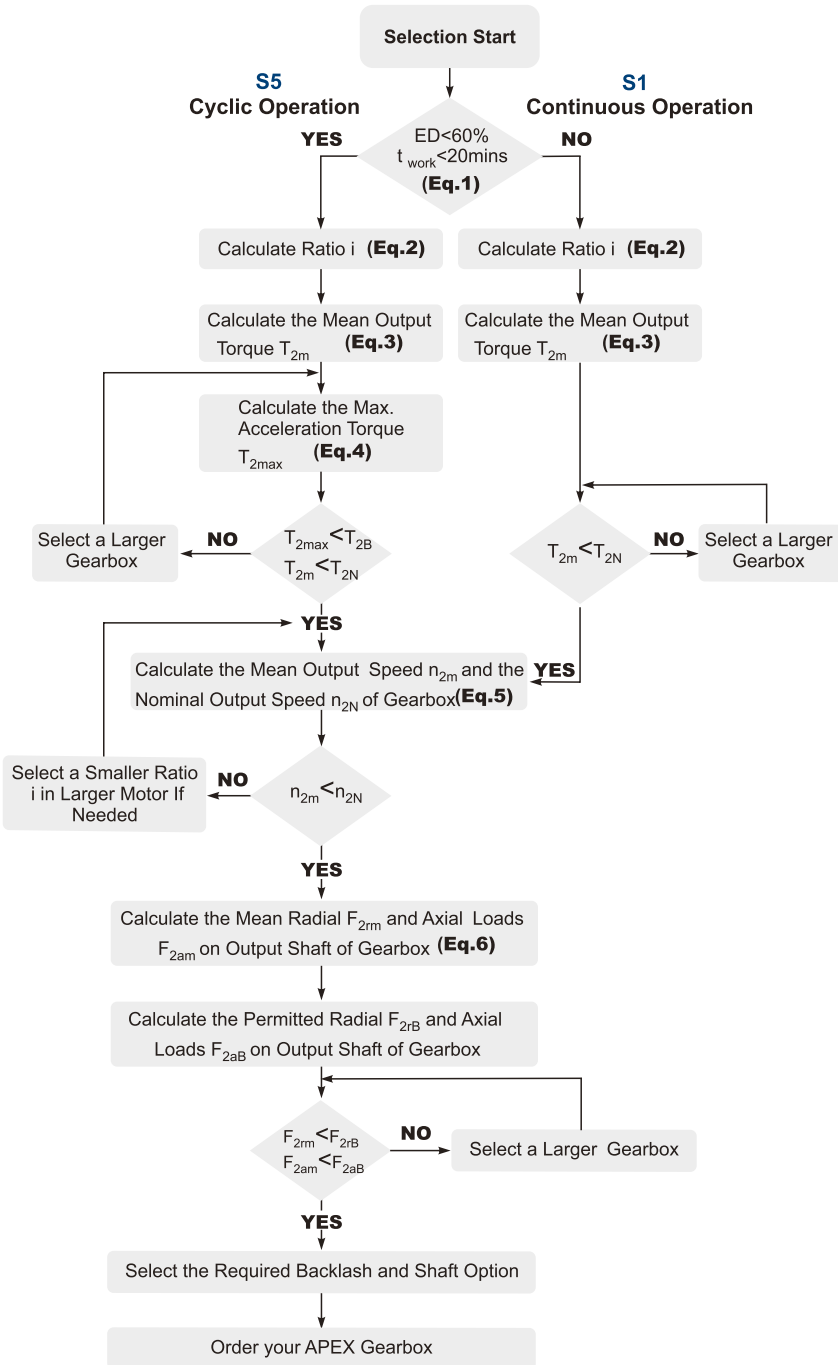 Selection Start
S5
Cyclic Operation
S1
Continuous Operation
YES
ED<60%
t work<20mins
(Eq.1)
NO
Calculate Ratio i (Eq.2)
Calculate Ratio i (Eq.2)
Calculate the Mean Output
Torque T2m (Eq.3)
Calculate the Mean Output
Torque T2m (Eq.3)
Calculate the Max.
Acceleration Torque
T2max (Eq.4)
Select a Larger
Gearbox
NO
T2max<T2B
T2m<T2N
T2m<T2N
NO
Select a Larger
Gearbox
YES
Calculate the Mean Output Speed n2m and the
Nominal Output Speed n2N of Gearbox(Eq.5)
YES
Select a Smaller Ratio
i in Larger Motor If
Needed
NO
n2m<n2N
YES
Calculate the Mean Radial F2rm and Axial Loads
F2am on Output Shaft of Gearbox (Eq.6)
Calculate the Permitted Radial F2rB and Axial
Loads F2aB on Output Shaft of Gearbox
F2rm<F2rB
F2am<F2aB
NO
Select a Larger Gearbox
YES
Select the Required Backlash and Shaft Option
Order your APEX Gearbox